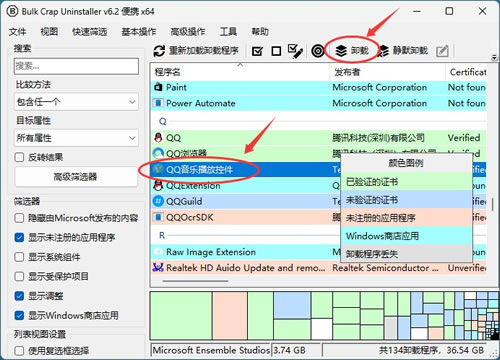 Bulk Crap Uninstaller v6.2 便携 x64
文件 视图 快速筛选 基本操作 高级操作 工具 帮助
重新加载卸载程序 卸载 静默卸载
搜索
搜索...
比较方法
包含任一个
目标属性
所有属性
反转结果
高级筛选器
筛选器
隐藏由Microsoft发布的内容
显示未注册的应用程序
显示系统组件
显示受保护项目
显示调整
显示Windows商店应用
列表视图设置
使用复选框选择
程序名 发布者 Certificat
Paint Microsoft Corporation Not found
Power Automate Microsoft Corporation Not found
Q
QQ 腾讯科技(深圳)有限公司 Verified
QQ浏览器 腾讯科技(深圳)有限公司 Verified
QQ音乐播放控件
QQExtension
QQGuild
QQOcrSDK
R
Raw Image Extension
Realtek HD Auido Update and remo... Realtek Semiconductor ... Unverified
颜色图例
已验证的证书
未验证的证书
未注册的应用程序
Windows商店应用
卸载程序丢失
Microsoft Ensemble Studios 3.74 GB 共134卸载程序, 36.54 GB